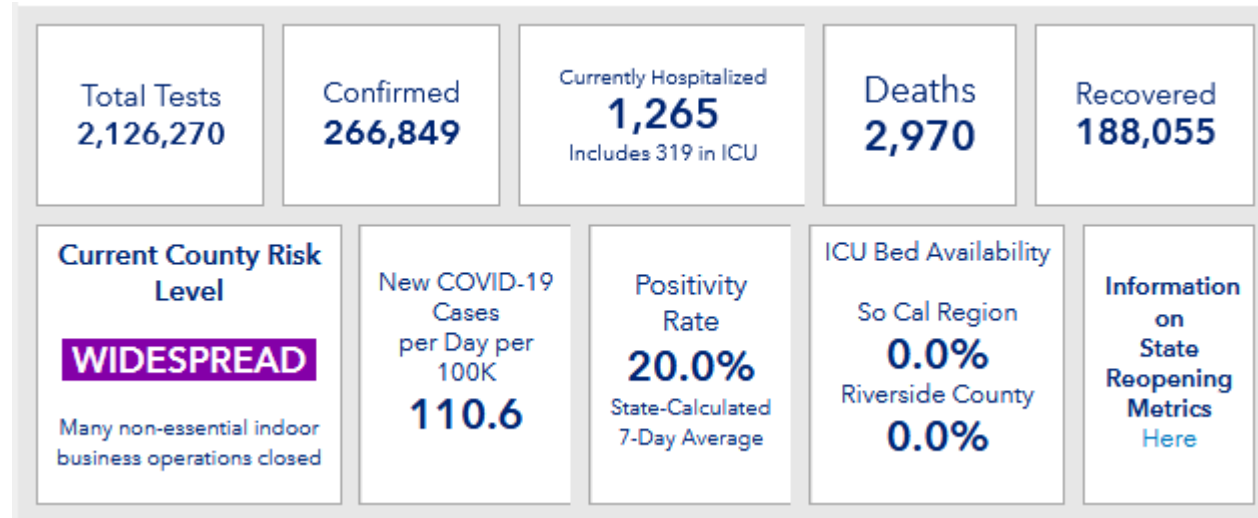 Total Tests
2,126,270
Confirmed
266,849
Currently Hospitalized
1,265
Includes 319 in ICU
Deaths
2,970
Recovered
188,055
Current County Risk
Level
WIDESPREAD
Many non-essential indoor
business operations closed
New COVID-19
Cases
per Day per
100K
110.6
Positivity
Rate
20.0%
State-Calculated
7-Day Average
ICU Bed Availability
So Cal Region
0.0%
Riverside County
0.0%
Information
on
State
Reopening
Metrics
Here